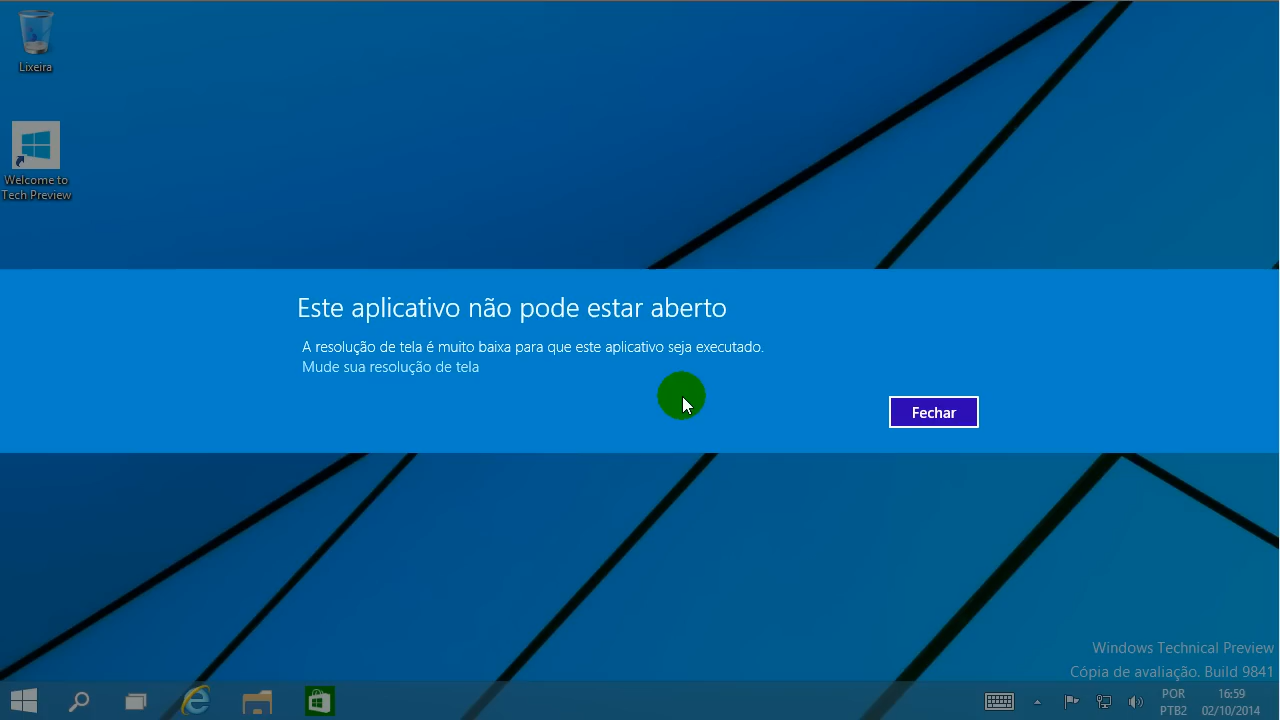 Lixeira
Welcome to
Tech Preview
Este aplicativo não pode estar aberto
A resolução de tela é muito baixa para que este aplicativo seja executado.
Mude sua resolução de tela
Fechar
Windows Technical Preview
Cópia de avaliação. Build 9841
POR
PTB2
16:59
02/10/2014